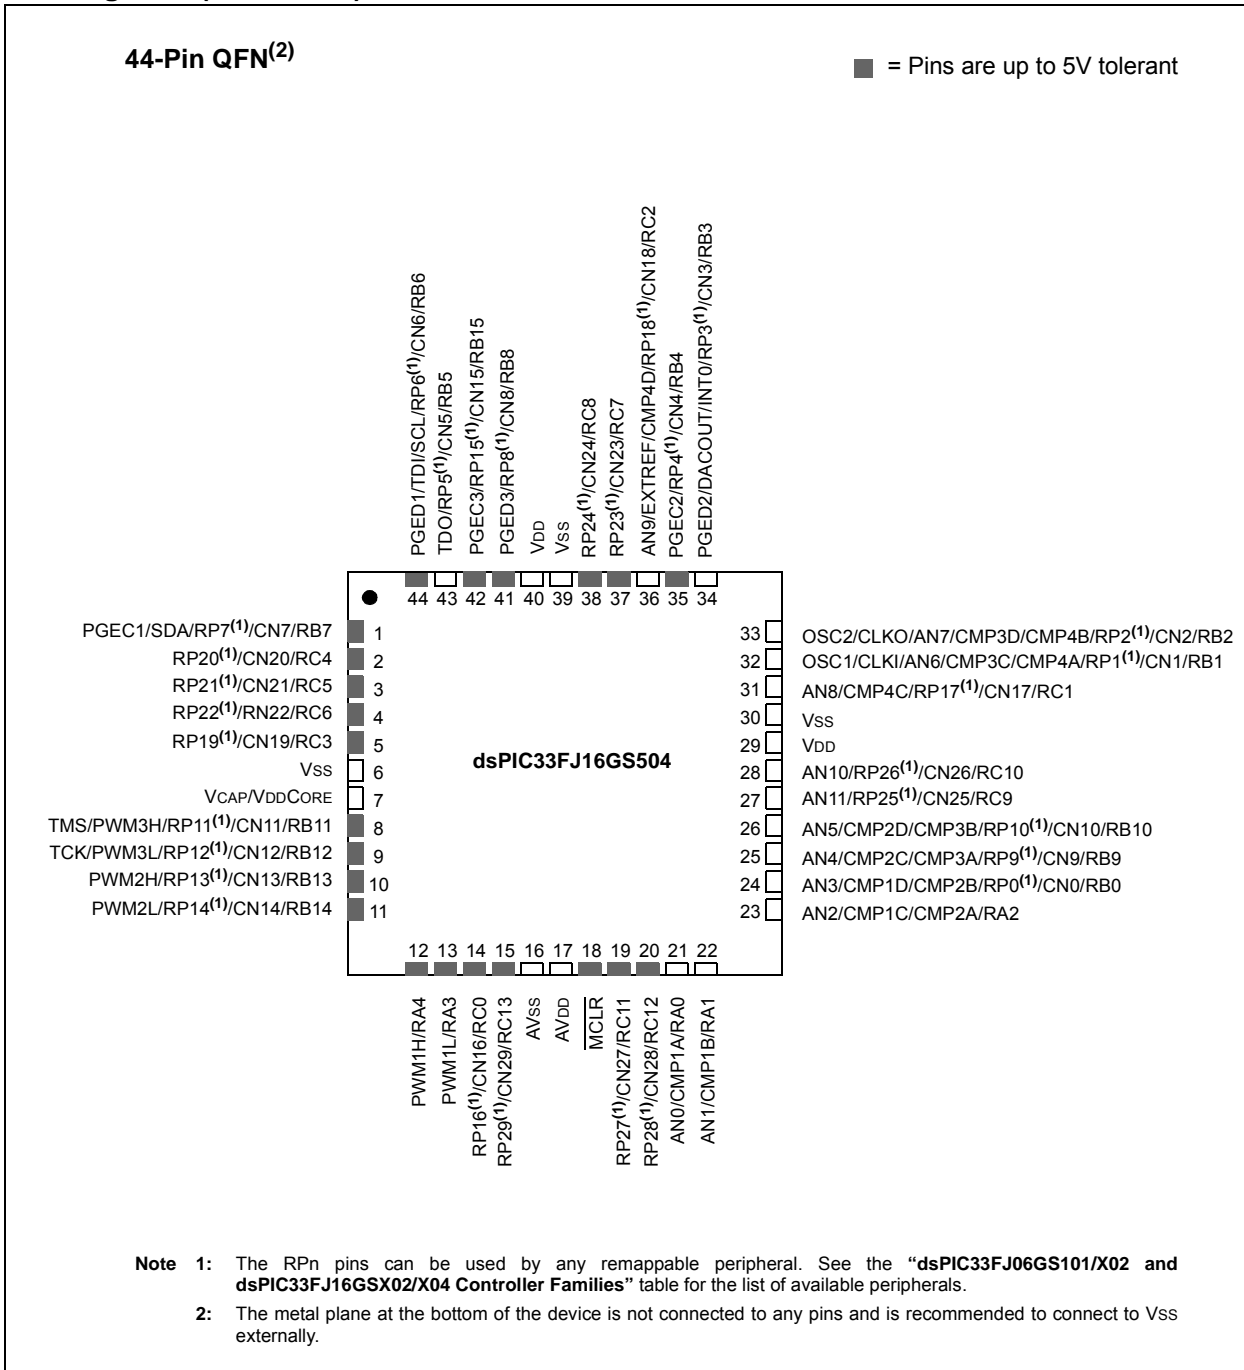 44-Pin QFN(2)
= Pins are up to 5V tolerant
PGED1/TDI/SCL/RP6(1)/CN6/RB6
TDO/RP5(1)/CN5/RB5
PGEC3/RP15(1)/CN15/RB15
PGED3/RP8(1)/CN8/RB8
VDD
VSS
RP24(1)/CN24/RC8
RP23(1)/CN23/RC7
AN9/EXTREF/CMP4D/RP18(1)/CN18/RC2
PGEC2/RP4(1)/CN4/RB4
PGED2/DACOUT/INT0/RP3(1)/CN3/RB3
44 43 42 41 40 39 38 37 36 35 34
PGEC1/SDA/RP7(1)/CN7/RB7 1
RP20(1)/CN20/RC4 2
RP21(1)/CN21/RC5 3
RP22(1)/RN22/RC6 4
RP19(1)/CN19/RC3 5
VSS 6
VCAP/VDDCORE 7
TMS/PWM3H/RP11(1)/CN11/RB11 8
TCK/PWM3L/RP12(1)/CN12/RB12 9
PWM2H/RP13(1)/CN13/RB13 10
PWM2L/RP14(1)/CN14/RB14 11
dsPIC33FJ16GS504
33 OSC2/CLKO/AN7/CMP3D/CMP4B/RP2(1)/CN2/RB2
32 OSC1/CLKI/AN6/CMP3C/CMP4A/RP1(1)/CN1/RB1
31 AN8/CMP4C/RP17(1)/CN17/RC1
30 VSS
29 VDD
28 AN10/RP26(1)/CN26/RC10
27 AN11/RP25(1)/CN25/RC9
26 AN5/CMP2D/CMP3B/RP10(1)/CN10/RB10
25 AN4/CMP2C/CMP3A/RP9(1)/CN9/RB9
24 AN3/CMP1D/CMP2B/RP0(1)/CN0/RB0
23 AN2/CMP1C/CMP2A/RA2
12 13 14 15 16 17 18 19 20 21 22
PWM1H/RA4
PWM1L/RA3
RP16(1)/CN16/RC0
RP29(1)/CN29/RC13
AVSS
AVDD
MCLR
RP27(1)/CN27/RC11
RP28(1)/CN28/RC12
AN0/CMP1A/RA0
AN1/CMP1B/RA1
Note 1: The RPn pins can be used by any remappable peripheral. See the "dsPIC33FJ06GS101/X02 and
dsPIC33FJ16GSX02/X04 Controller Families" table for the list of available peripherals.
2: The metal plane at the bottom of the device is not connected to any pins and is recommended to connect to VSS
externally.